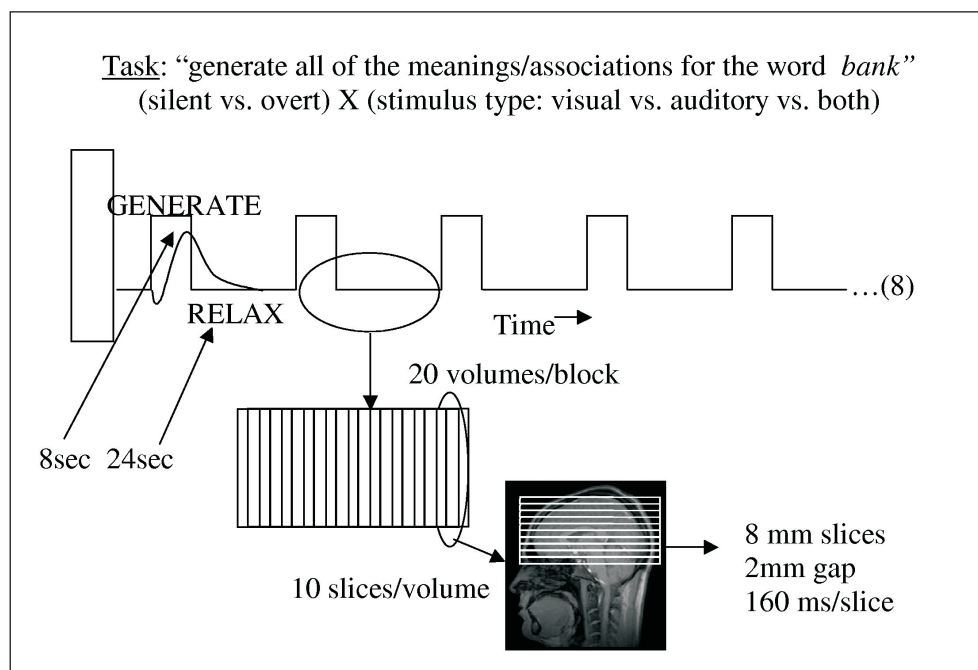 Task: “generate all of the meanings/associations for the word bank”
(silent vs. overt) X (stimulus type: visual vs. auditory vs. both)
GENERATE
…(8)
RELAX
Time
20 volumes/block
8sec 24sec
10 slices/volume
8 mm slices
2mm gap
160 ms/slice